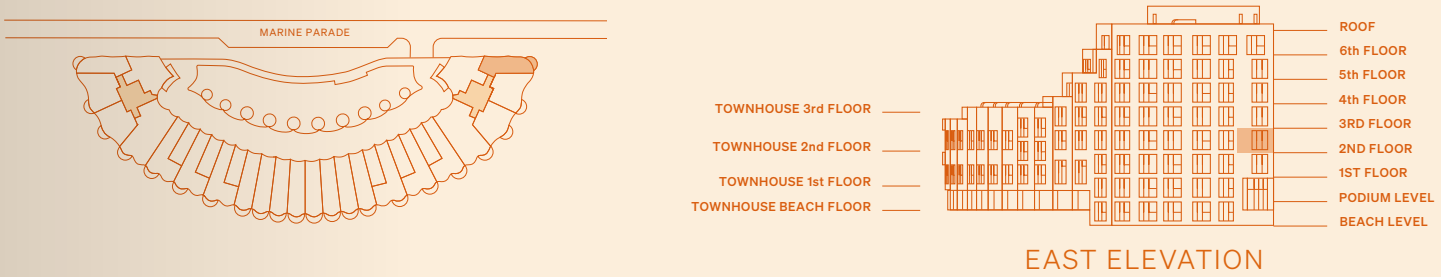 MARINE PARADE
TOWNHOUSE 3rd FLOOR
TOWNHOUSE 2nd FLOOR
TOWNHOUSE 1st FLOOR
TOWNHOUSE BEACH FLOOR
ROOF
6th FLOOR
5th FLOOR
4th FLOOR
3RD FLOOR
2ND FLOOR
1ST FLOOR
PODIUM LEVEL
BEACH LEVEL
EAST ELEVATION